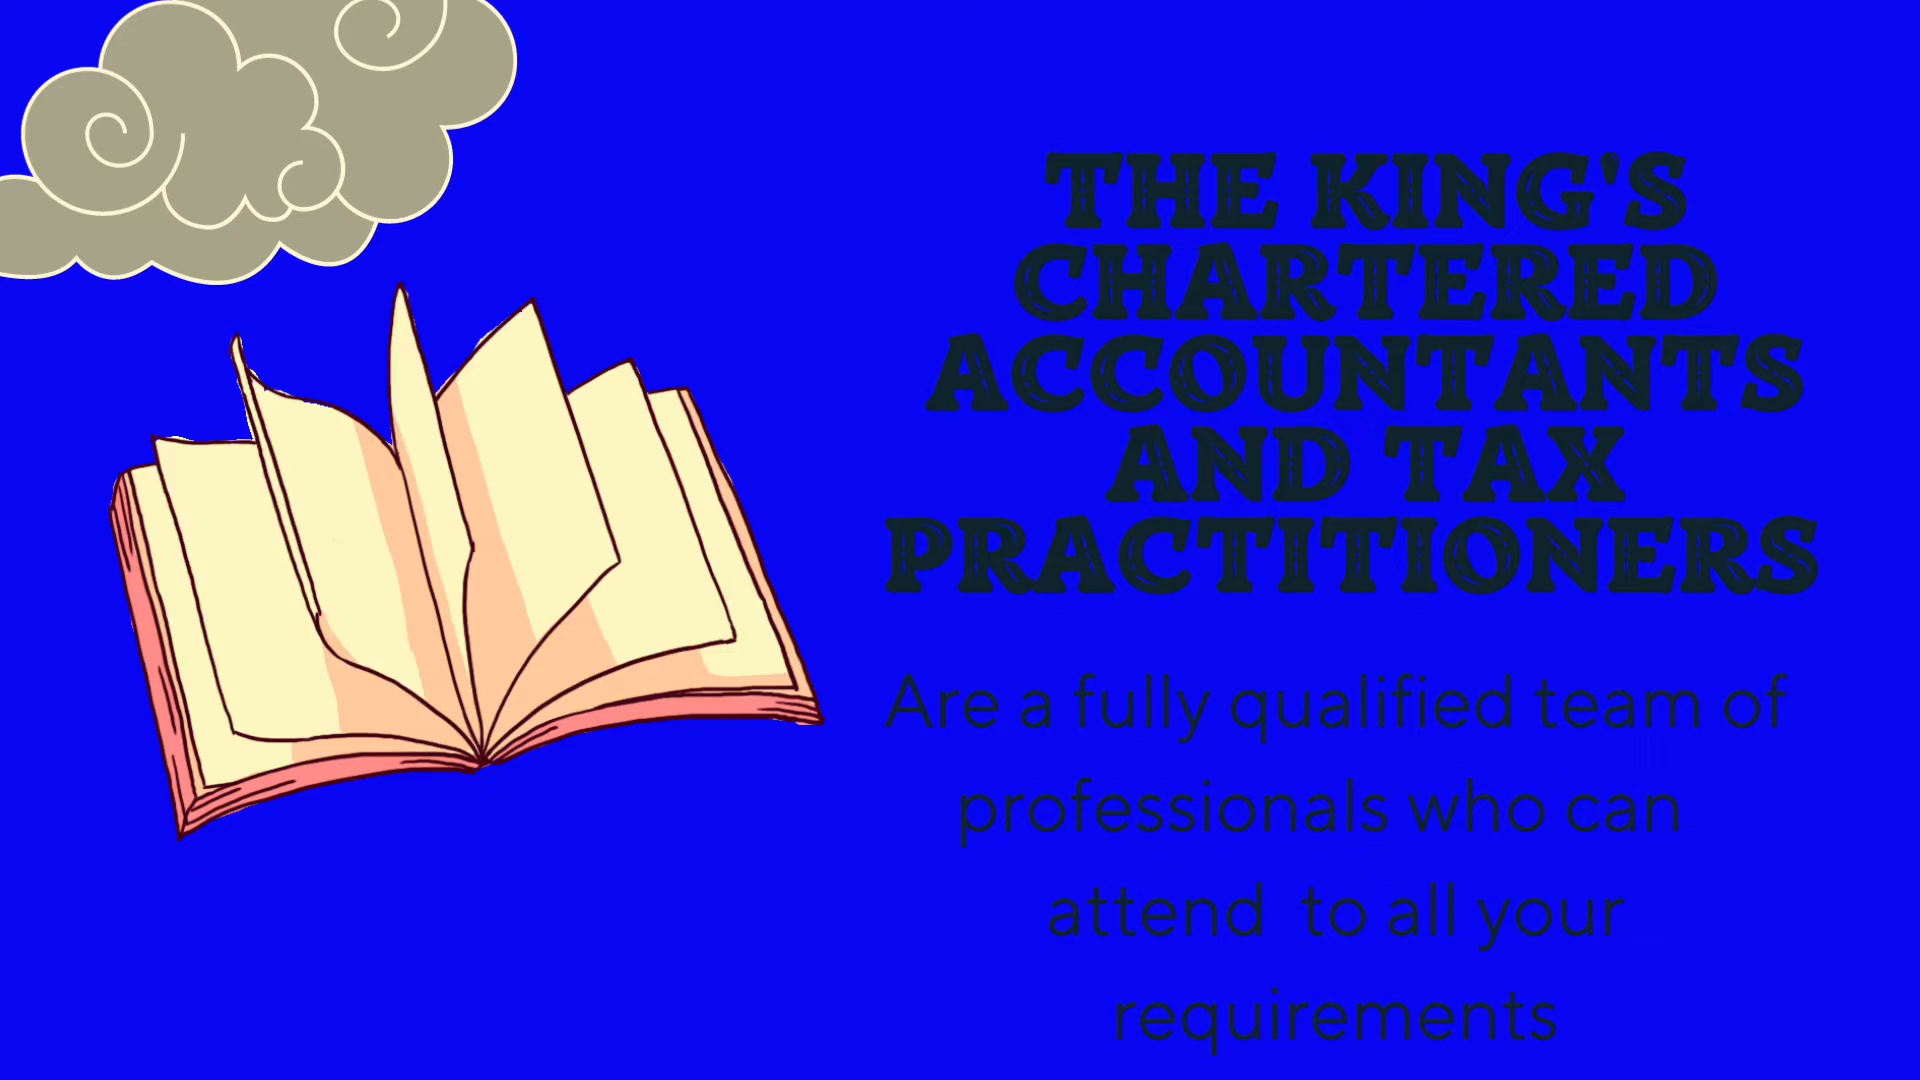 THE KING'S
CHARTERED
ACCOUNTANTS
AND TAX
PRACTITIONERS
Are a fully qualified team of
professionals who can
attend  to all your
requirements